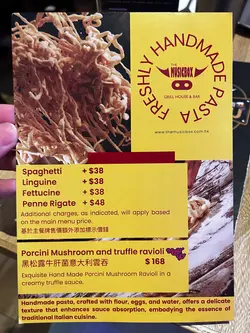 FRESHLY HANDMADE PASTA
THE
MUSICBOX
GRILL HOUSE & BAR
www.themusicbox.com.hk
Spaghetti + $38
Linguine + $38
Fettucine + $38
Penne Rigate + $48
Additional charges, as indicated, will apply based
on the main menu price.
基於主餐牌售價額外添加標示價錢
Porcini Mushroom and truffle ravioli
黑松露牛肝菌意大利雲吞 $168
Exquisite Hand Made Porcini Mushroom Ravioli in a
creamy truffle sauce.
Handmade pasta, crafted with flour, eggs, and water, offers a delicate
texture that enhances sauce absorption, embodying the essence of
traditional Italian cuisine.